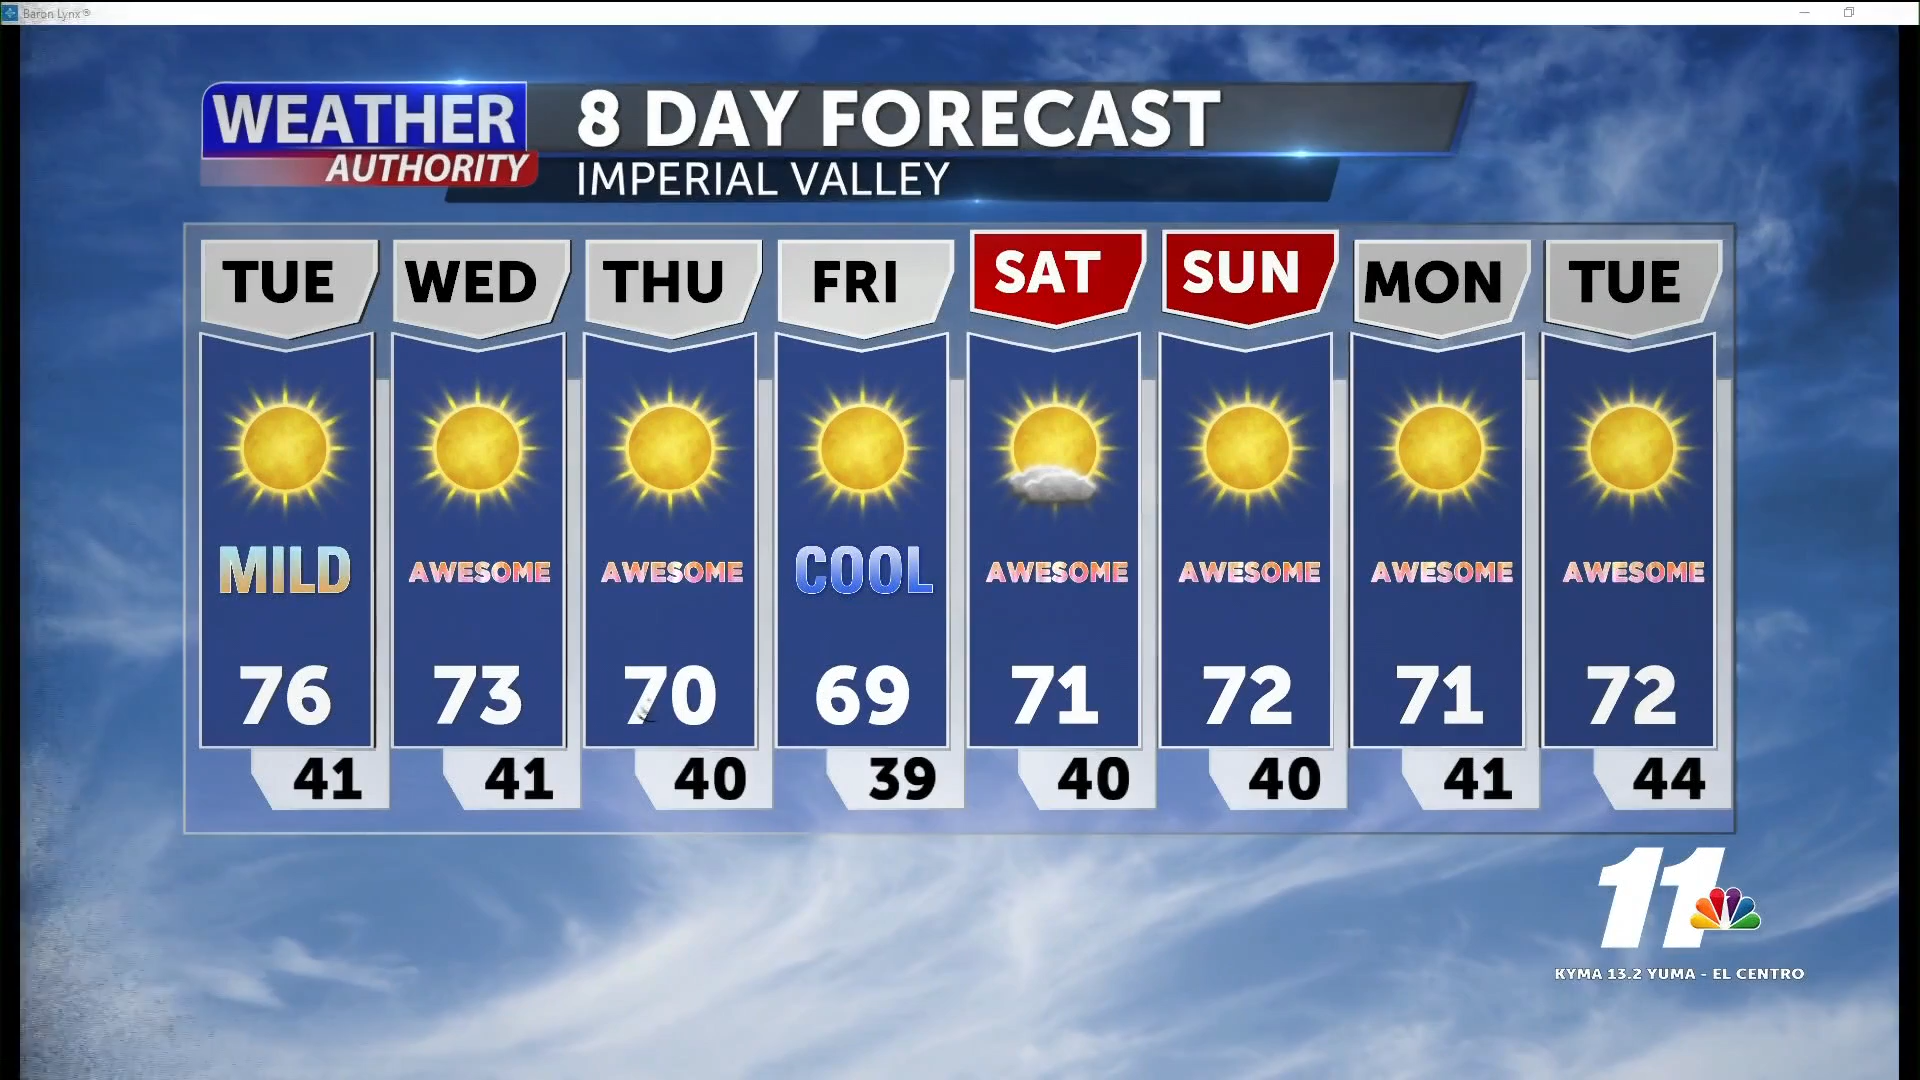 Baron Lynx®
WEATHER
AUTHORITY
8 DAY FORECAST
IMPERIAL VALLEY
TUE WED THU FRI SAT SUN MON TUE
MILD AWESOME AWESOME COOL AWESOME AWESOME AWESOME AWESOME
76 73 70 69 71 72 71 72
41 41 40 39 40 40 41 44
11
KYMA 13.2 YUMA - EL CENTRO